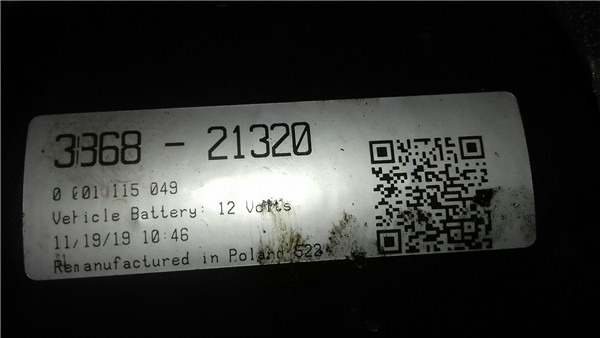 3368 - 21320
0 001 115 049
Vehicle Battery: 12 Volts
11/19/19 10:46
Remanufactured in Poland 522